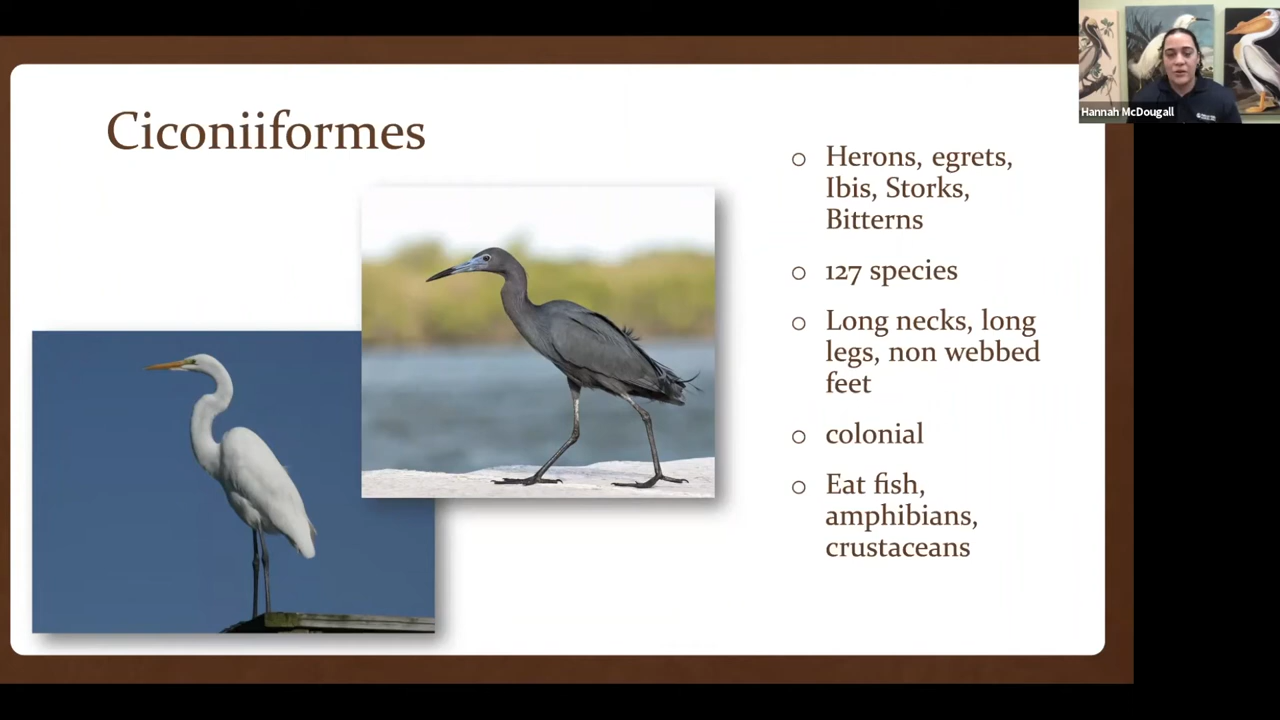 Ciconiiformes
Herons, egrets,
Ibis, Storks,
Bitterns
127 species
Long necks, long
legs, non webbed
feet
colonial
Eat fish,
amphibians,
crustaceans
Hannah McDougall